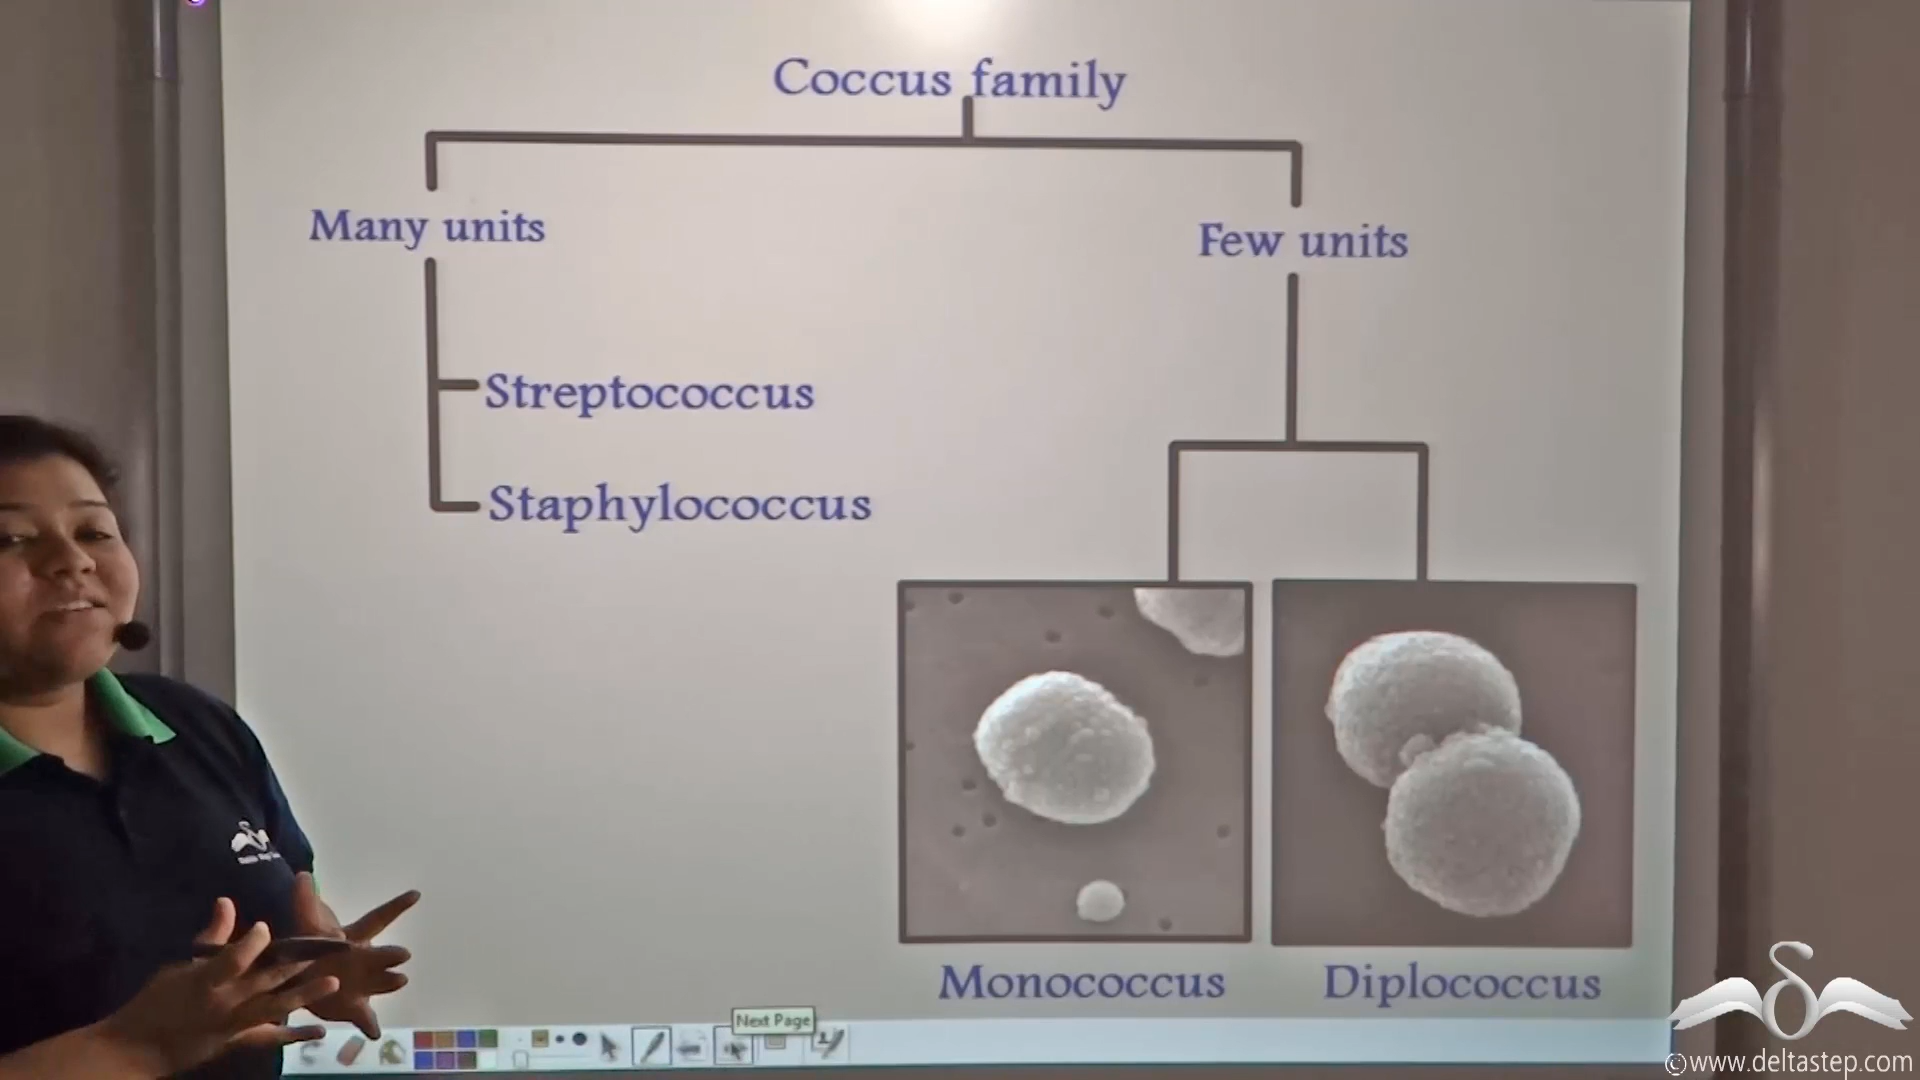 Coccus family
Many units
Few units
Streptococcus
Staphylococcus
Monococcus
Diplococcus
Next Page
©www.deltastep.com